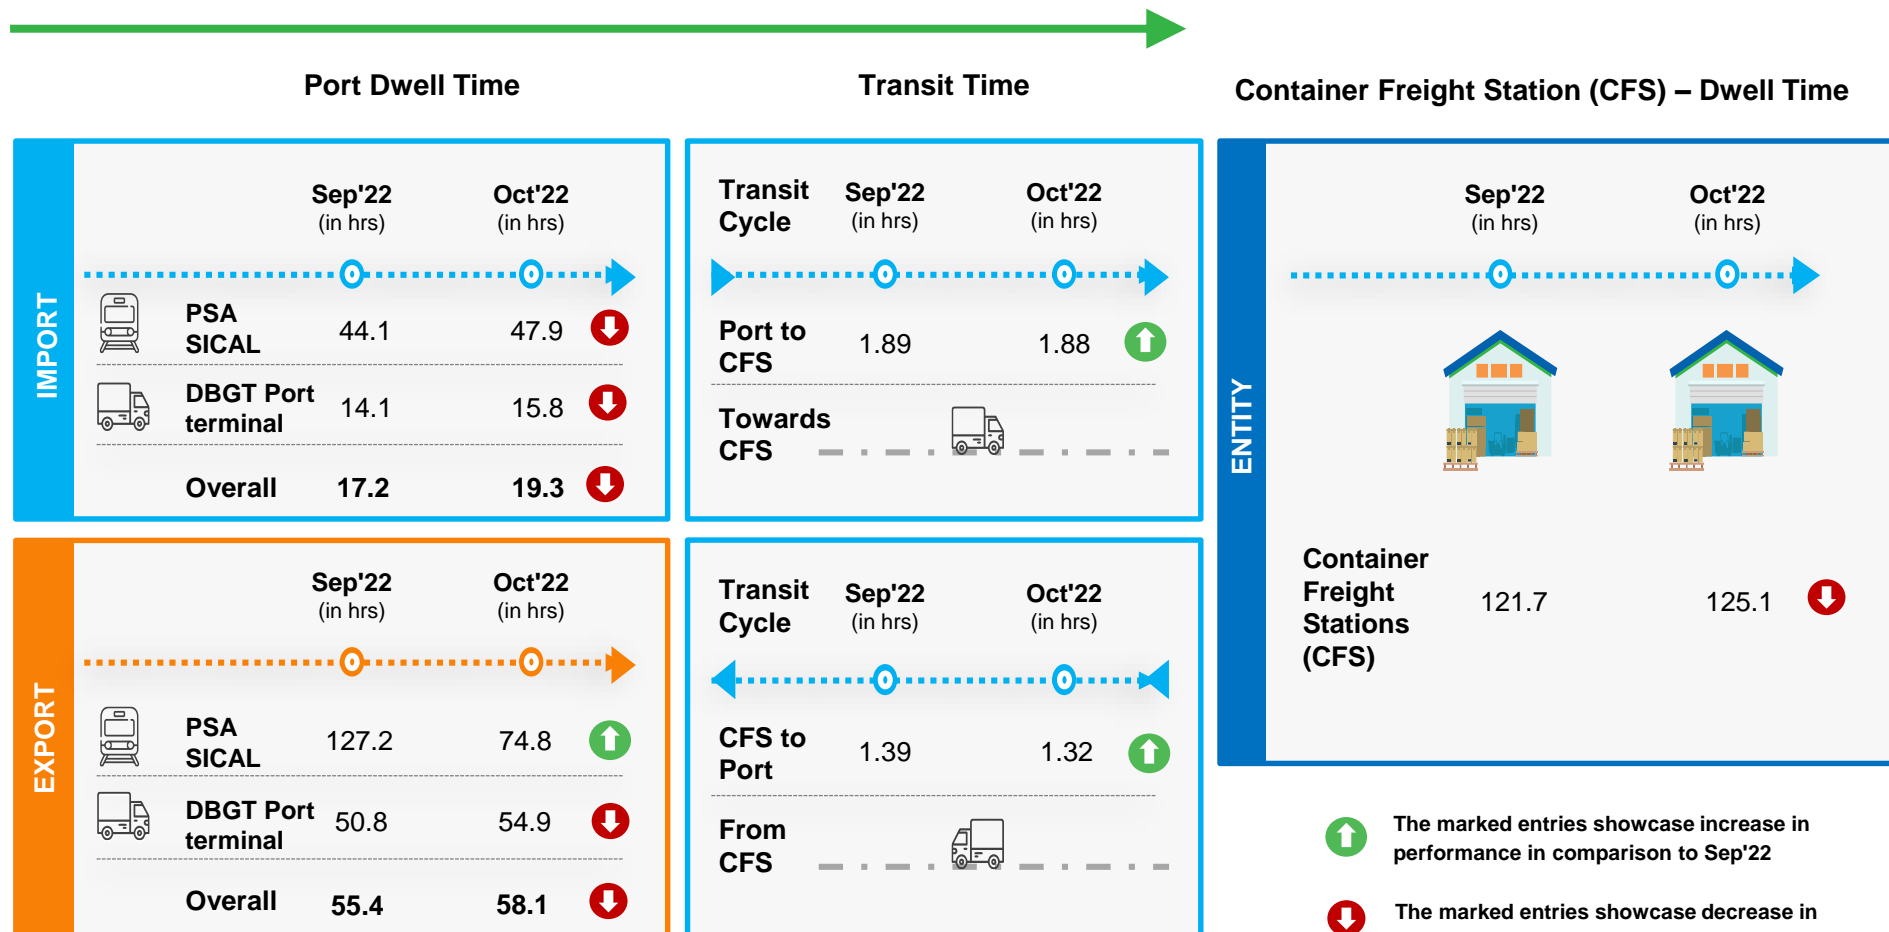 Port Dwell Time
Transit Time
Container Freight Station (CFS) – Dwell Time
IMPORT
Sep'22
Oct'22
(in hrs)
(in hrs)
PSA
SICAL
44.1
47.9
DBGT Port
terminal
14.1
15.8
Overall
17.2
19.3
Transit
Cycle
Sep'22
Oct'22
(in hrs)
(in hrs)
Port to
CFS
1.89
1.88
Towards
CFS
ENTITY
Sep'22
Oct'22
(in hrs)
(in hrs)
Container
Freight
Stations
(CFS)
121.7
125.1
EXPORT
Sep'22
Oct'22
(in hrs)
(in hrs)
PSA
SICAL
127.2
74.8
DBGT Port
terminal
50.8
54.9
Overall
55.4
58.1
Transit
Cycle
Sep'22
Oct'22
(in hrs)
(in hrs)
CFS to
Port
1.39
1.32
From
CFS
The marked entries showcase increase in
performance in comparison to Sep'22
The marked entries showcase decrease in